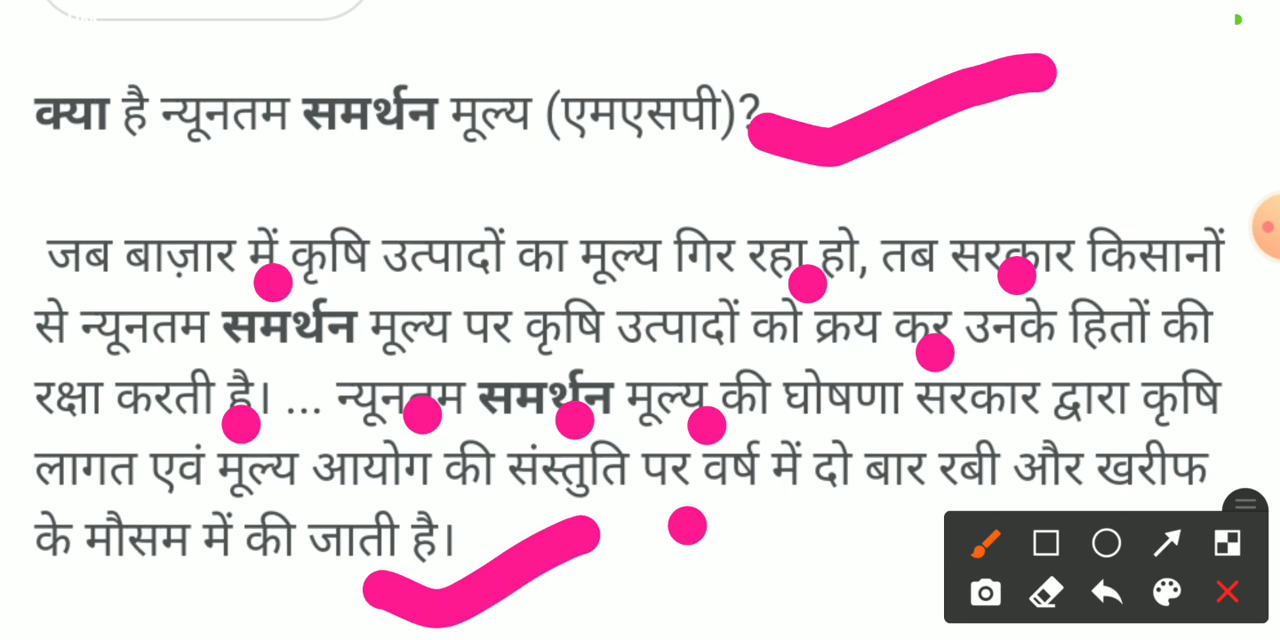 क्या है न्यूनतम समर्थन मूल्य (एमएसपी)?
जब बाज़ार में कृषि उत्पादों का मूल्य गिर रहा हो, तब सरकार किसानों
से न्यूनतम समर्थन मूल्य पर कृषि उत्पादों को क्रय कर उनके हितों की
रक्षा करती है। ... न्यूनतम समर्थन मूल्य की घोषणा सरकार द्वारा कृषि
लागत एवं मूल्य आयोग की संस्तुति पर वर्ष में दो बार रबी और खरीफ
के मौसम में की जाती है।